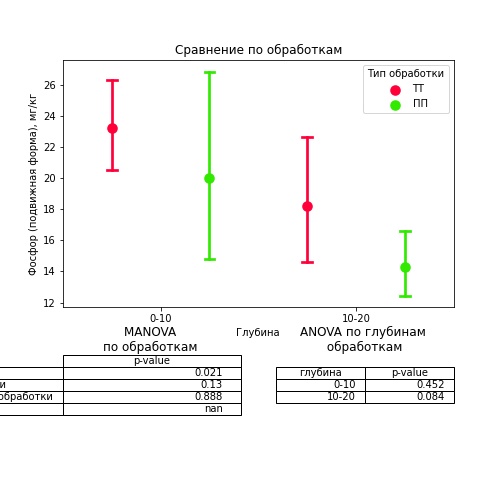 Сравнение по обработкам
Фосфор (подвижная форма), мг/кг
26
24
22
20
18
16
14
12
Тип обработки
ТТ
ПП
0-10
10-20
Глубина
MANOVA
по обработкам
p-value
0.021
0.13
обработки 0.888
nan
ANOVA по глубинам
обработкам
глубина p-value
0-10 0.452
10-20 0.084